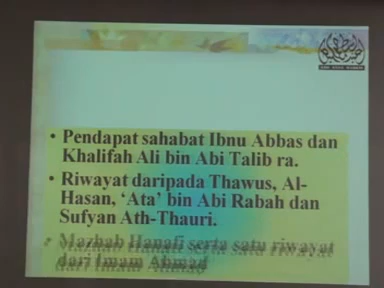 • Pendapat sahabat Ibnu Abbas dan
Khalifah Ali bin Abi Talib ra.
• Riwayat daripada Thawus, Al-
Hasan, ‘Ata’ bin Abi Rabah dan
Sufyan Ath-Thauri.
• Mazhab Hanafi serta satu riwayat
dari Imam Ahmad